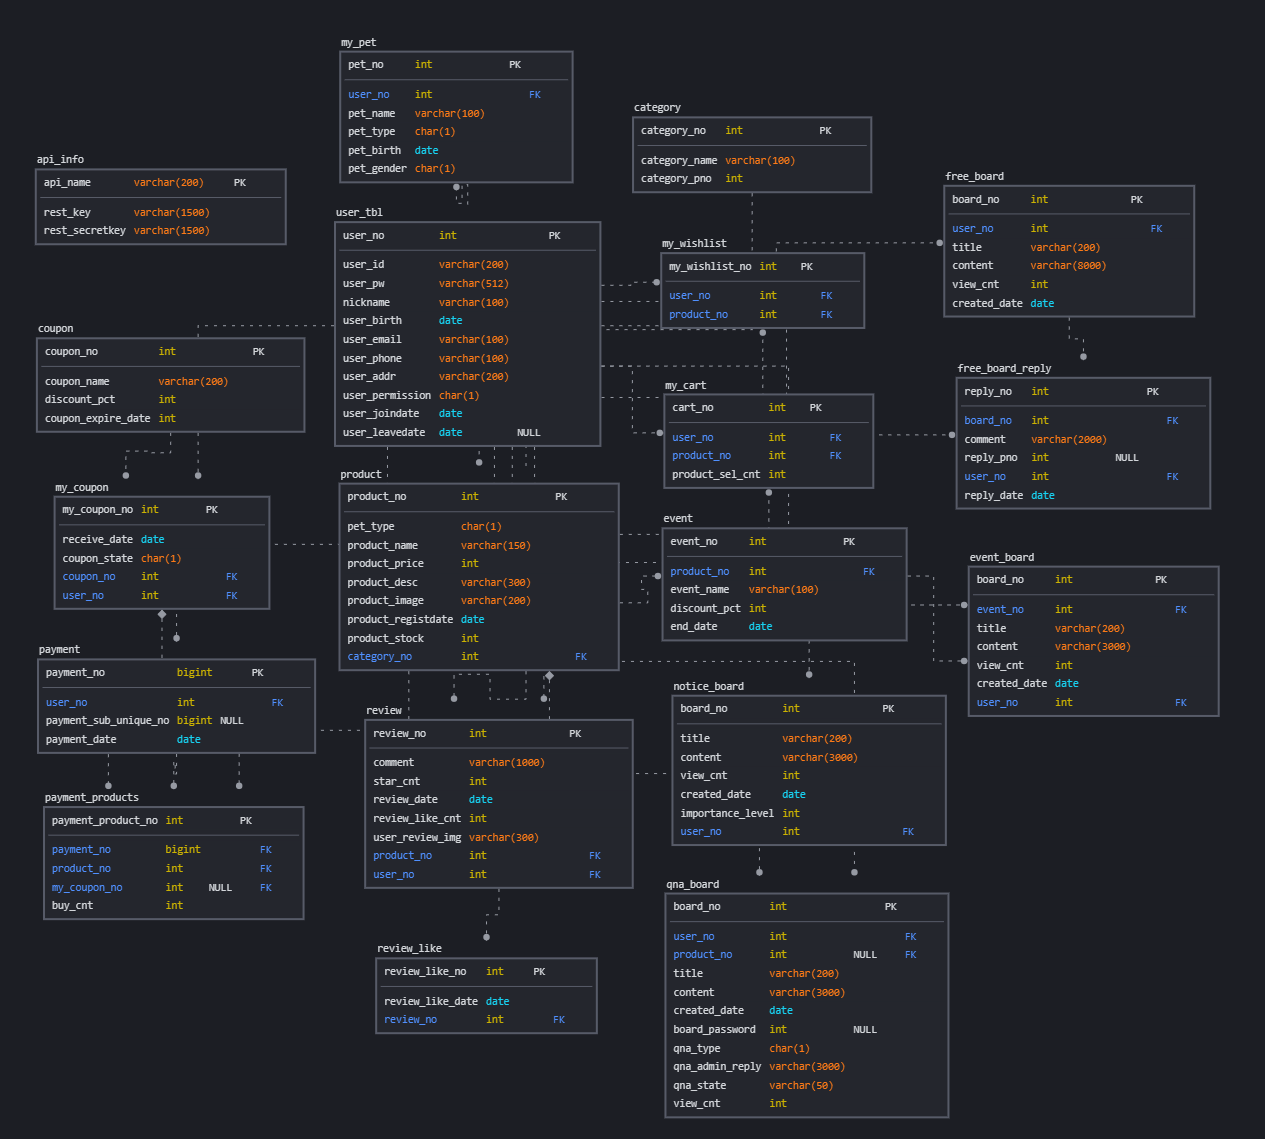 my_pet
pet_no int PK
user_no int FK
pet_name varchar(100)
pet_type char(1)
pet_birth date
pet_gender char(1)
category
category_no int PK
category_name varchar(100)
category_pno int
api_info
api_name varchar(200) PK
rest_key varchar(1500)
rest_secretkey varchar(1500)
free_board
board_no int PK
user_no int FK
title varchar(200)
content varchar(8000)
view_cnt int
created_date date
user_tbl
user_no int PK
user_id varchar(200)
user_pw varchar(512)
nickname varchar(100)
user_birth date
user_email varchar(100)
user_phone varchar(100)
user_addr varchar(200)
user_permission char(1)
user_joindate date
user_leavedate date NULL
my_wishlist
my_wishlist_no int PK
user_no int FK
product_no int FK
coupon
coupon_no int PK
coupon_name varchar(200)
discount_pct int
coupon_expire_date int
free_board_reply
reply_no int PK
board_no int FK
comment varchar(2000)
reply_pno int NULL
user_no int FK
reply_date date
my_cart
cart_no int PK
user_no int FK
product_no int FK
product_sel_cnt int
product
product_no int PK
pet_type char(1)
product_name varchar(150)
product_price int
product_desc varchar(300)
product_image varchar(200)
product_registdate date
product_stock int
category_no int FK
my_coupon
my_coupon_no int PK
receive_date date
coupon_state char(1)
coupon_no int FK
user_no int FK
event
event_no int PK
product_no int FK
event_name varchar(100)
discount_pct int
end_date date
event_board
board_no int PK
event_no int FK
title varchar(200)
content varchar(3000)
view_cnt int
created_date date
user_no int FK
payment
payment_no bigint PK
user_no int FK
payment_sub_unique_no bigint NULL
payment_date date
notice_board
board_no int PK
title varchar(200)
content varchar(3000)
view_cnt int
created_date date
importance_level int
user_no int FK
review
review_no int PK
comment varchar(1000)
star_cnt int
review_date date
review_like_cnt int
user_review_img varchar(300)
product_no int FK
user_no int FK
payment_products
payment_product_no int PK
payment_no bigint FK
product_no int FK
my_coupon_no int NULL FK
buy_cnt int
qna_board
board_no int PK
user_no int FK
product_no int NULL FK
title varchar(200)
content varchar(3000)
created_date date
board_password int NULL
qna_type char(1)
qna_admin_reply varchar(3000)
qna_state varchar(50)
view_cnt int
review_like
review_like_no int PK
review_like_date date
review_no int FK